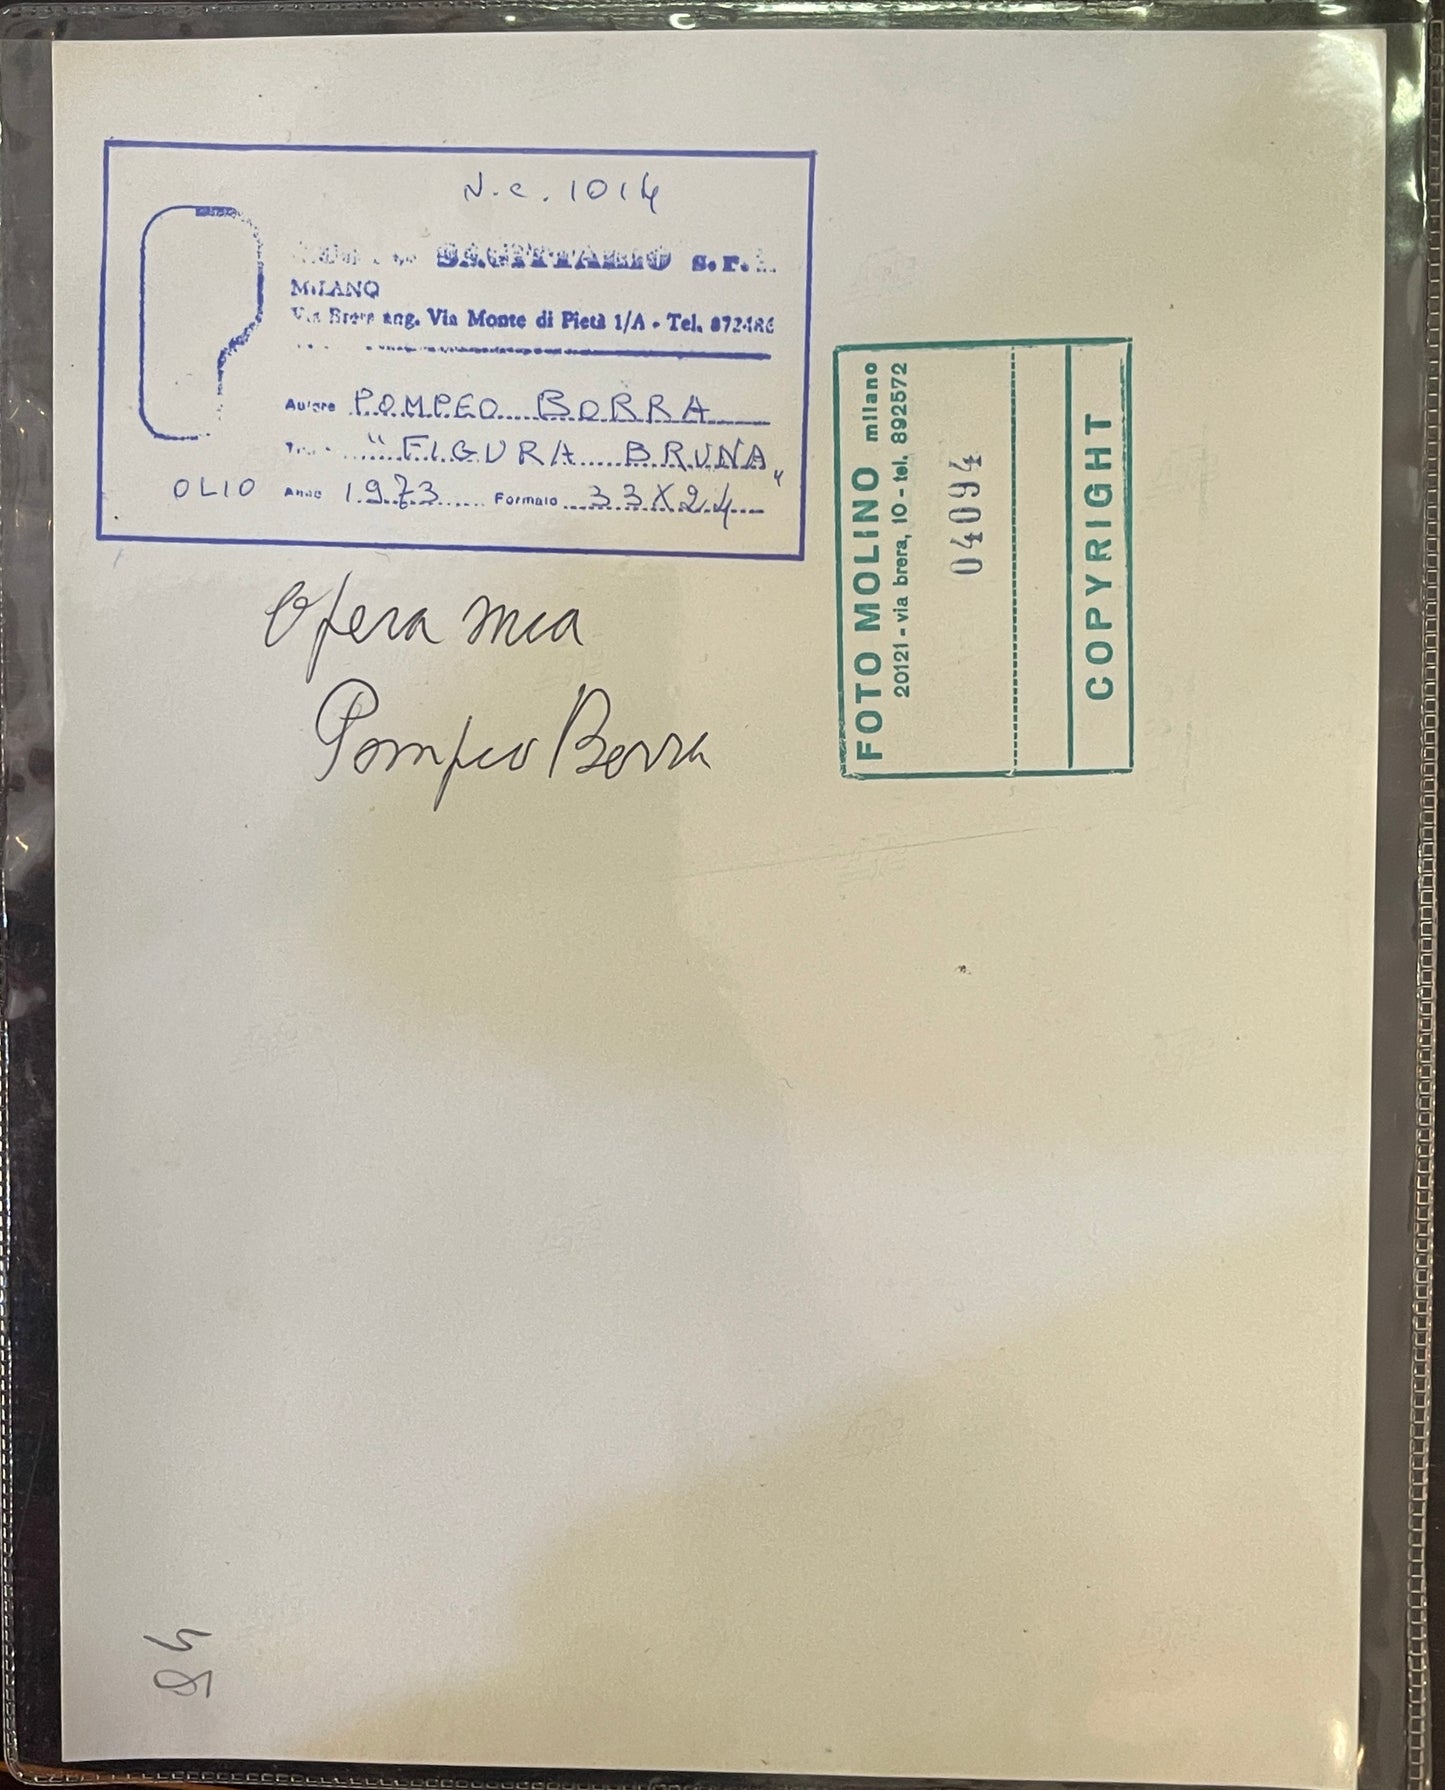 N.C. 1014
SAGITTARIO s.r.l.
MILANO
Via Brera ang. Via Monte di Pietà 1/A - Tel. 872486
Autore POMPEO BORRA
"FIGURA BRUNA"
OLIO Anno 1973 Formato 33X24
Opera mia
Pompeo Borra
FOTO MOLINO milano
20121 - via brera, 10 - tel. 892572
04094
COPYRIGHT